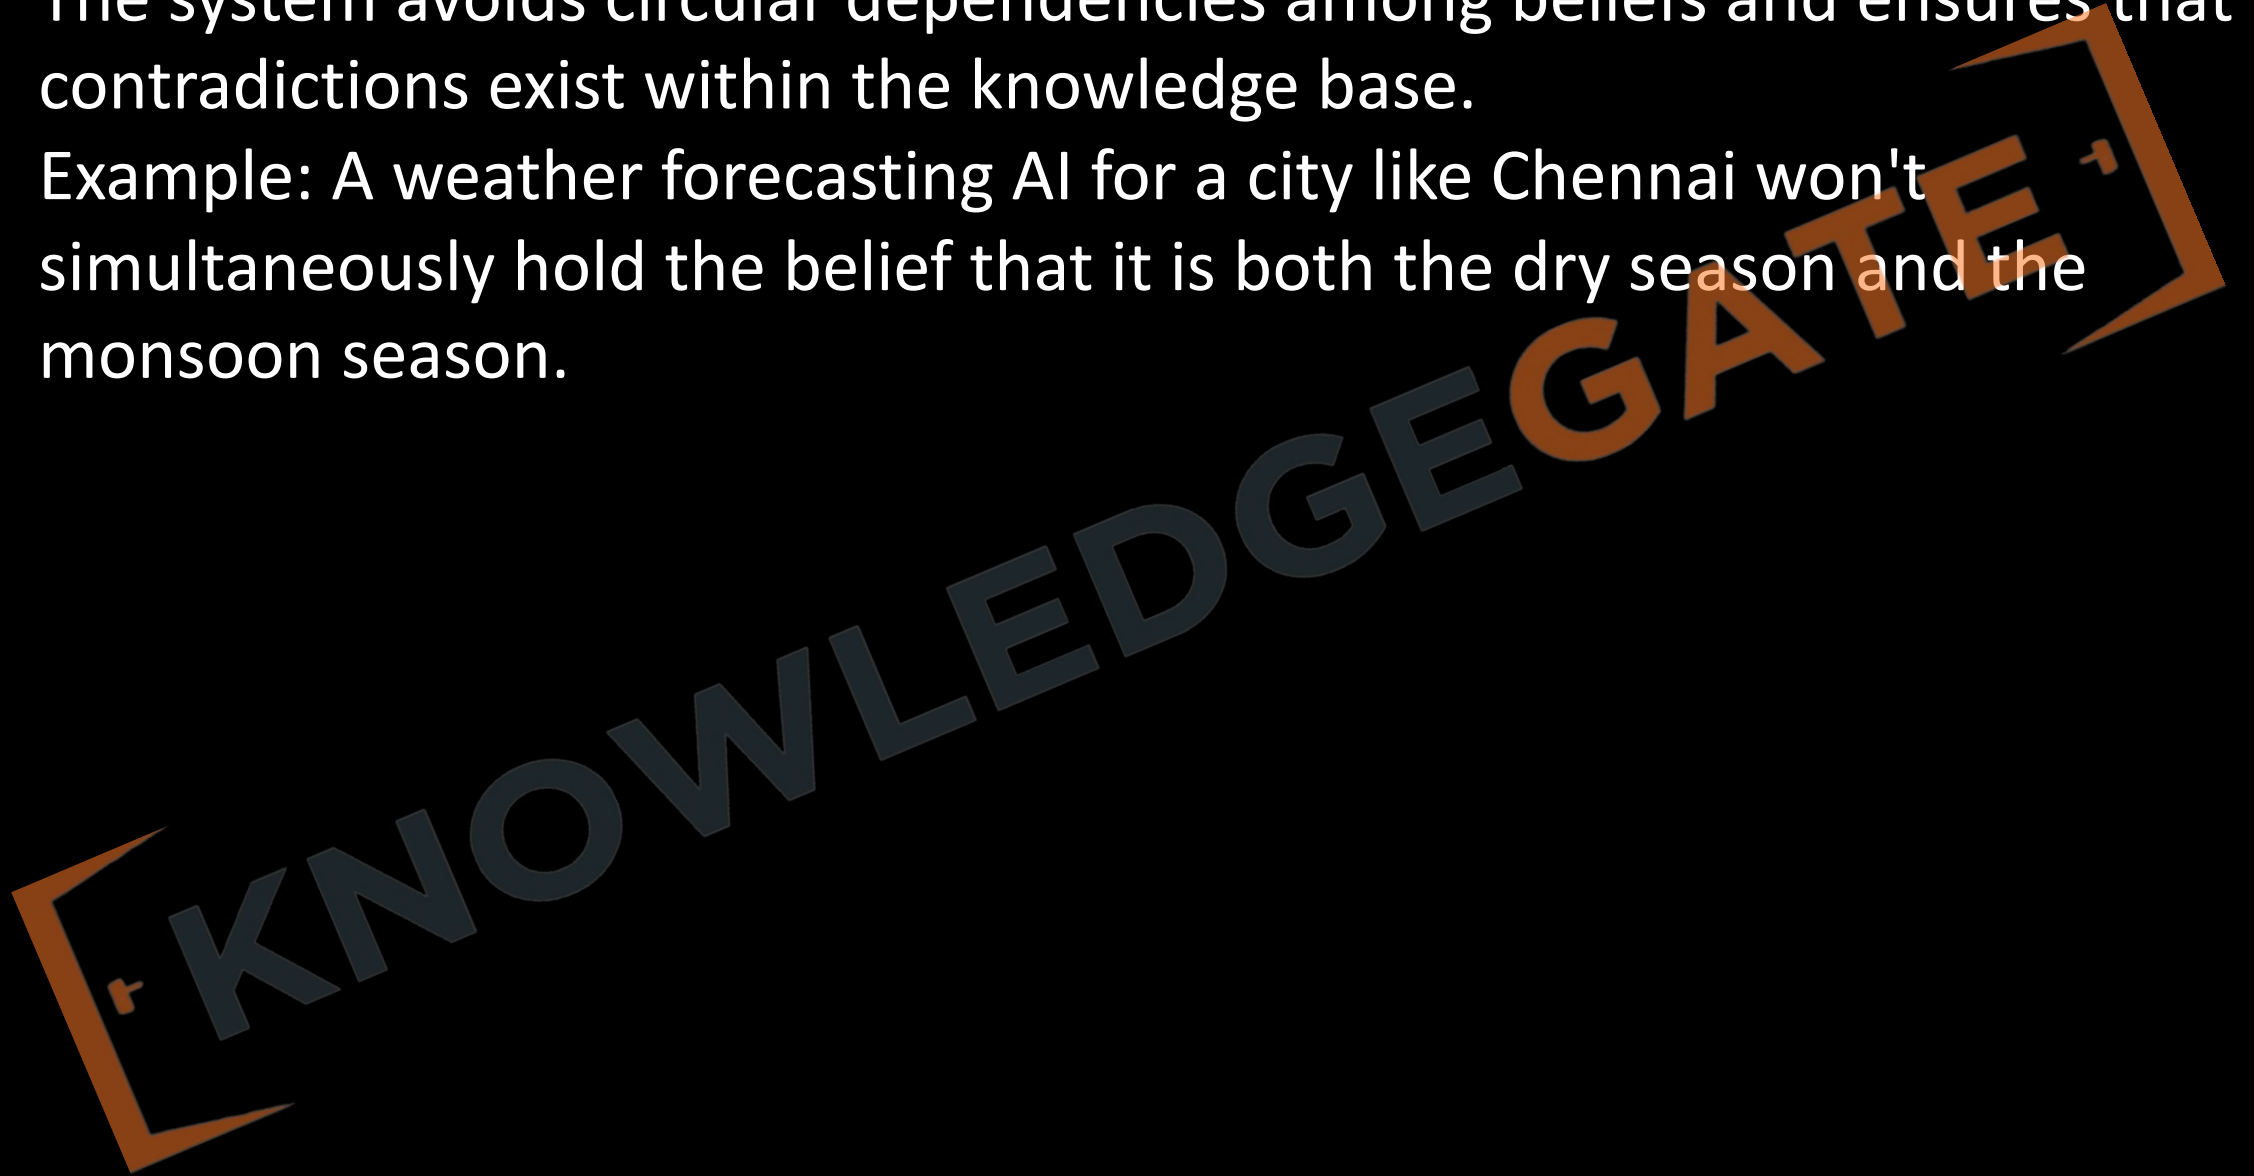 The system avoids circular dependencies among beliefs and ensures that
contradictions exist within the knowledge base.
Example: A weather forecasting AI for a city like Chennai won't
simultaneously hold the belief that it is both the dry season and the
monsoon season.
KNOWLEDGEGATE